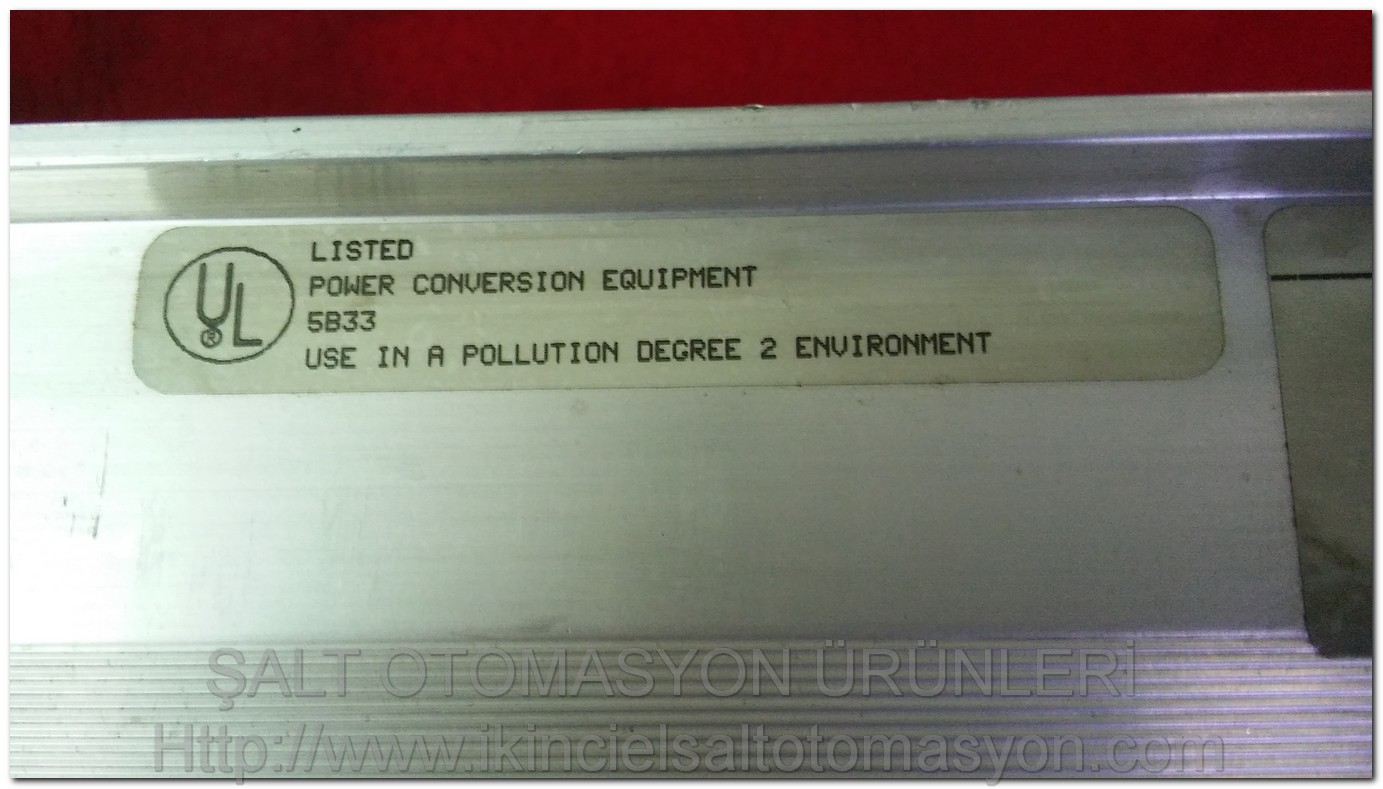 UL®
LISTED
POWER CONVERSION EQUIPMENT
5B33
USE IN A POLLUTION DEGREE 2 ENVIRONMENT
ŞALT OTOMASYON ÜRÜNLERİ
Http://www.ikincielsaltotomasyon.com